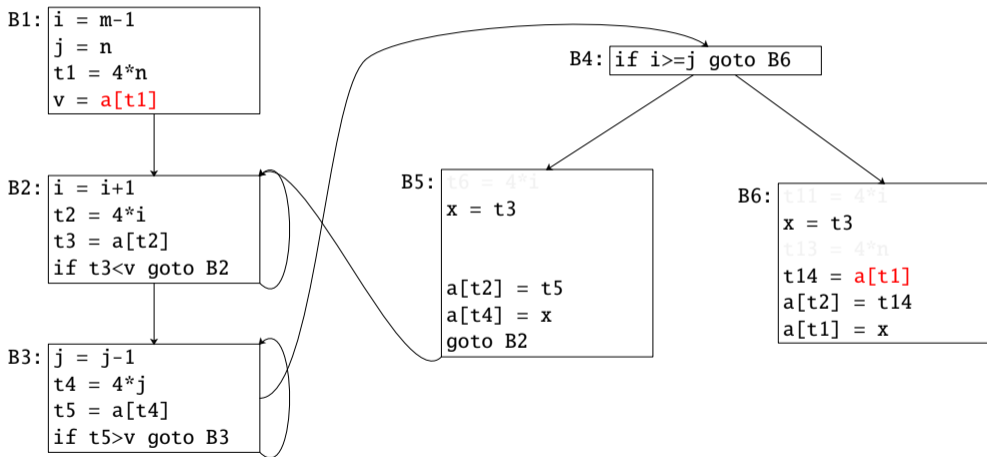 B1: i = m-1
j = n
t1 = 4*n
v = a[t1]
B2: i = i+1
t2 = 4*i
t3 = a[t2]
if t3<v goto B2
B3: j = j-1
t4 = 4*j
t5 = a[t4]
if t5>v goto B3
B4: if i>=j goto B6
B5: t6 = 4*i
x = t3
a[t2] = t5
a[t4] = x
goto B2
B6: t11 = 4*i
x = t3
t13 = 4*n
t14 = a[t1]
a[t2] = t14
a[t1] = x